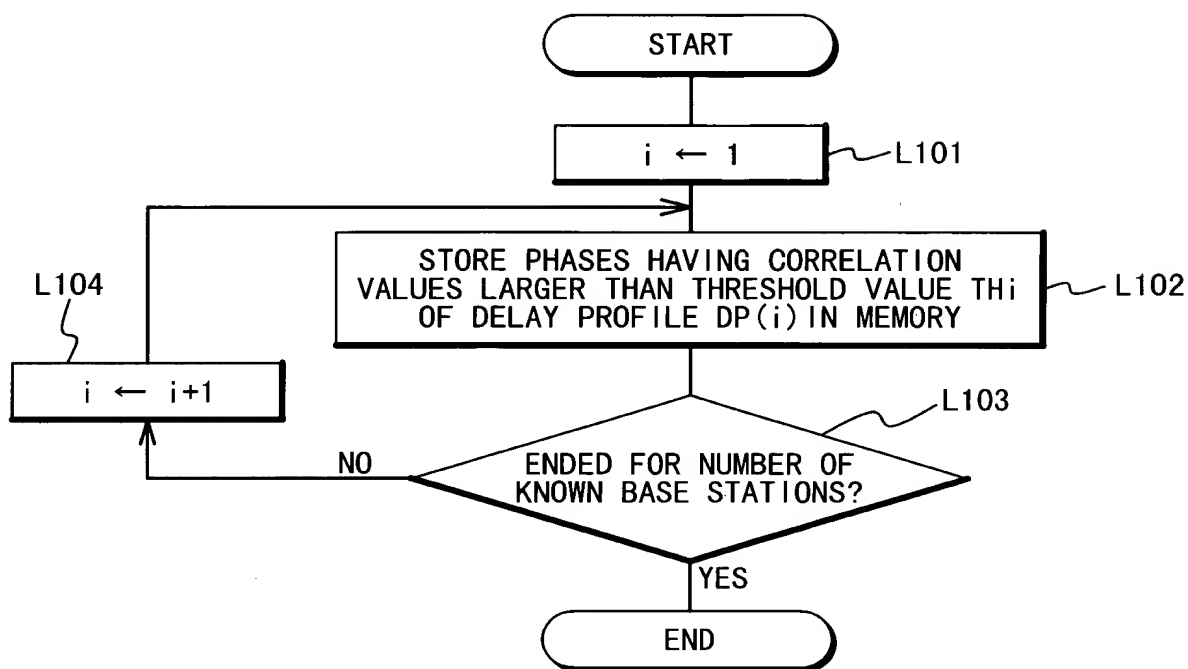 START
i ← 1
L101
STORE PHASES HAVING CORRELATION
VALUES LARGER THAN THRESHOLD VALUE THi
OF DELAY PROFILE DP(i) IN MEMORY
L102
L104
i ← i+1
L103
NO
ENDED FOR NUMBER OF
KNOWN BASE STATIONS?
YES
END